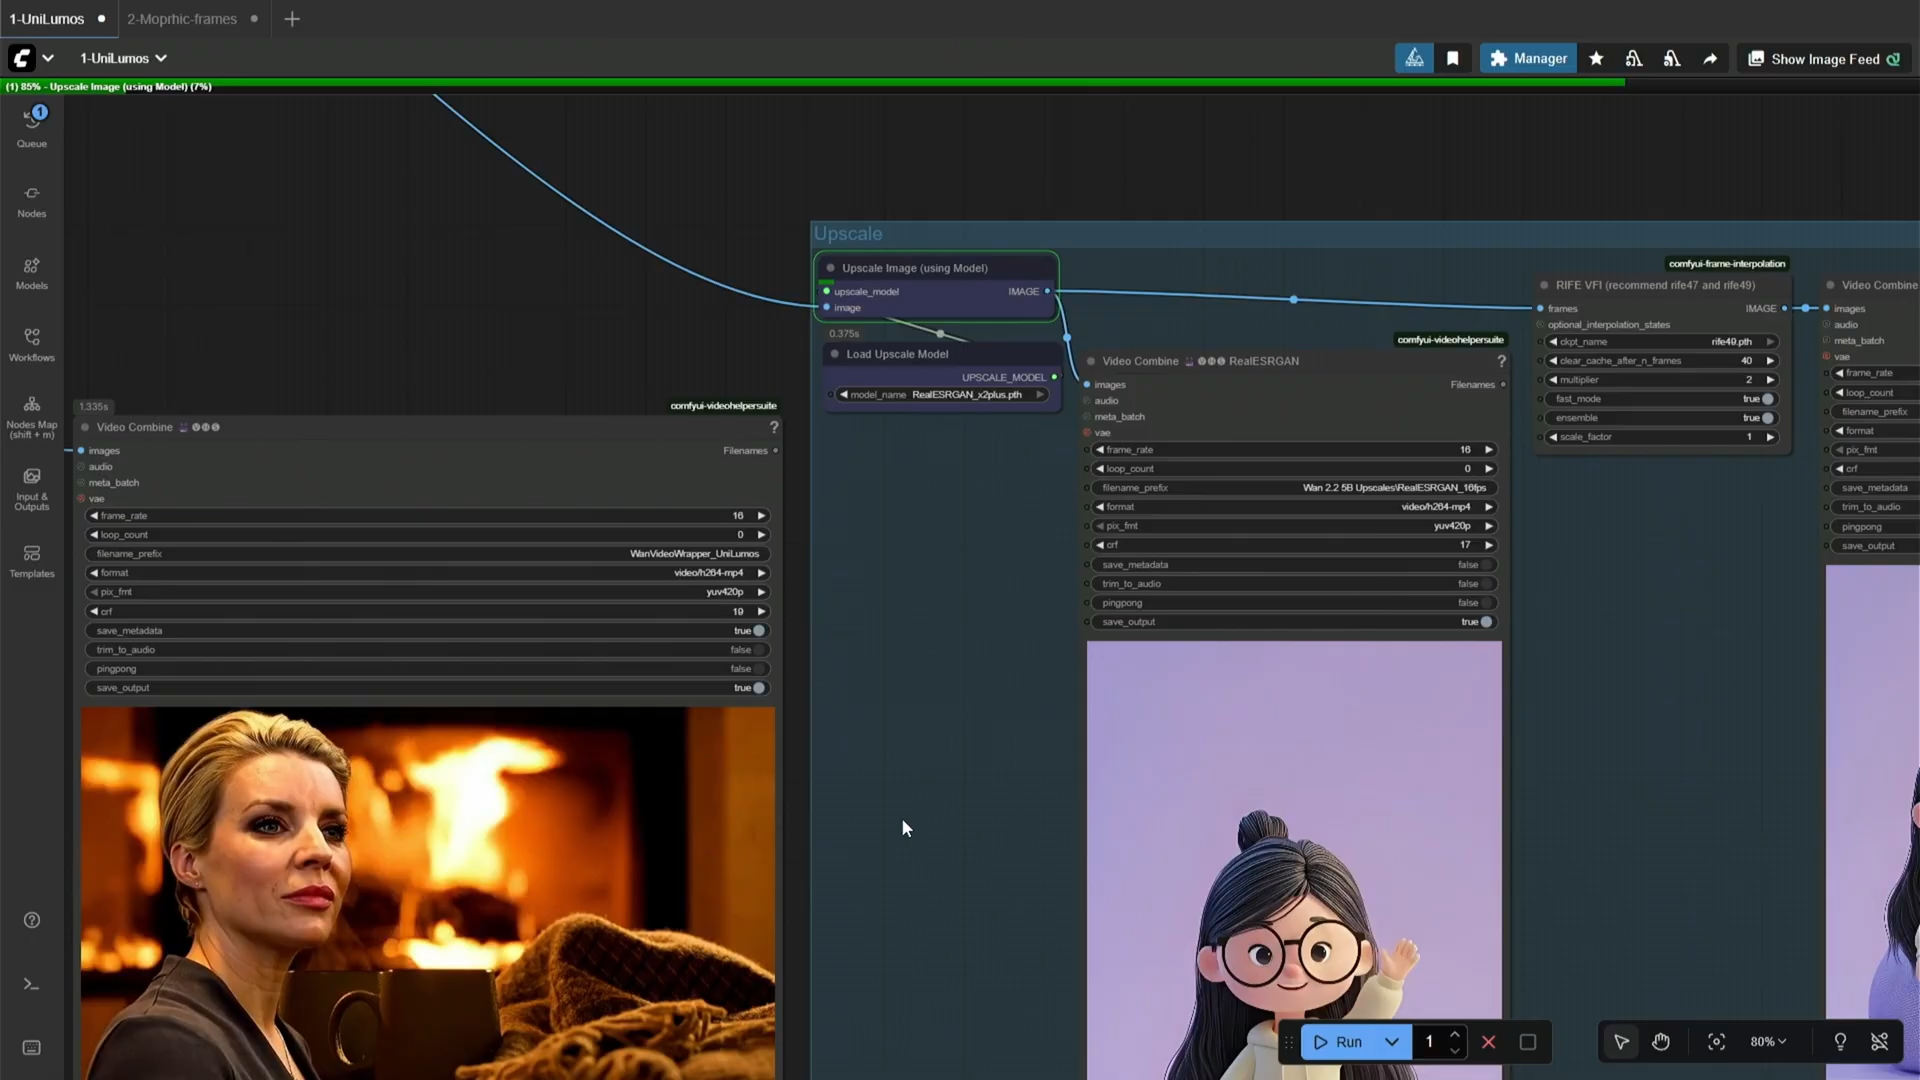 1-UniLumos
2-Moprhic-frames
1-UniLumos
Manager
Show Image Feed
(1) 85% - Upscale Image (using Model) (7%)
1
Queue
Nodes
Models
Workflows
Nodes Map
(shift + m)
Input &
Outputs
Templates
1.335s
comfyui-videohelpersuite
Video Combine
?
images
Filenames
audio
meta_batch
vae
frame_rate 16
loop_count 0
filename_prefix WanVideoWrapper_UniLumos
format video/h264-mp4
pix_fmt yuv420p
crf 19
save_metadata true
trim_to_audio false
pingpong false
save_output true
Upscale
Upscale Image (using Model)
upscale_model IMAGE
image
0.375s
Load Upscale Model
UPSCALE_MODEL
model_name RealESRGAN_x2plus.pth
comfyui-videohelpersuite
Video Combine RealESRGAN
?
images Filenames
audio
meta_batch
vae
frame_rate 16
loop_count 0
filename_prefix Wan 2.2 5B Upscales\RealESRGAN_16fps
format video/h264-mp4
pix_fmt yuv420p
crf 17
save_metadata false
trim_to_audio false
pingpong false
save_output true
comfyui-frame-interpolation
RIFE VFI (recommend rife47 and rife49)
frames IMAGE
optional_interpolation_states
ckpt_name rife49.pth
clear_cache_after_n_frames 40
multiplier 2
fast_mode true
ensemble true
scale_factor 1
Video Combine
images
audio
meta_batch
vae
frame_rate
loop_count
filename_prefix
format
pix_fmt
crf
save_metadata
trim_to_audio
pingpong
save_output
Run
1
80%